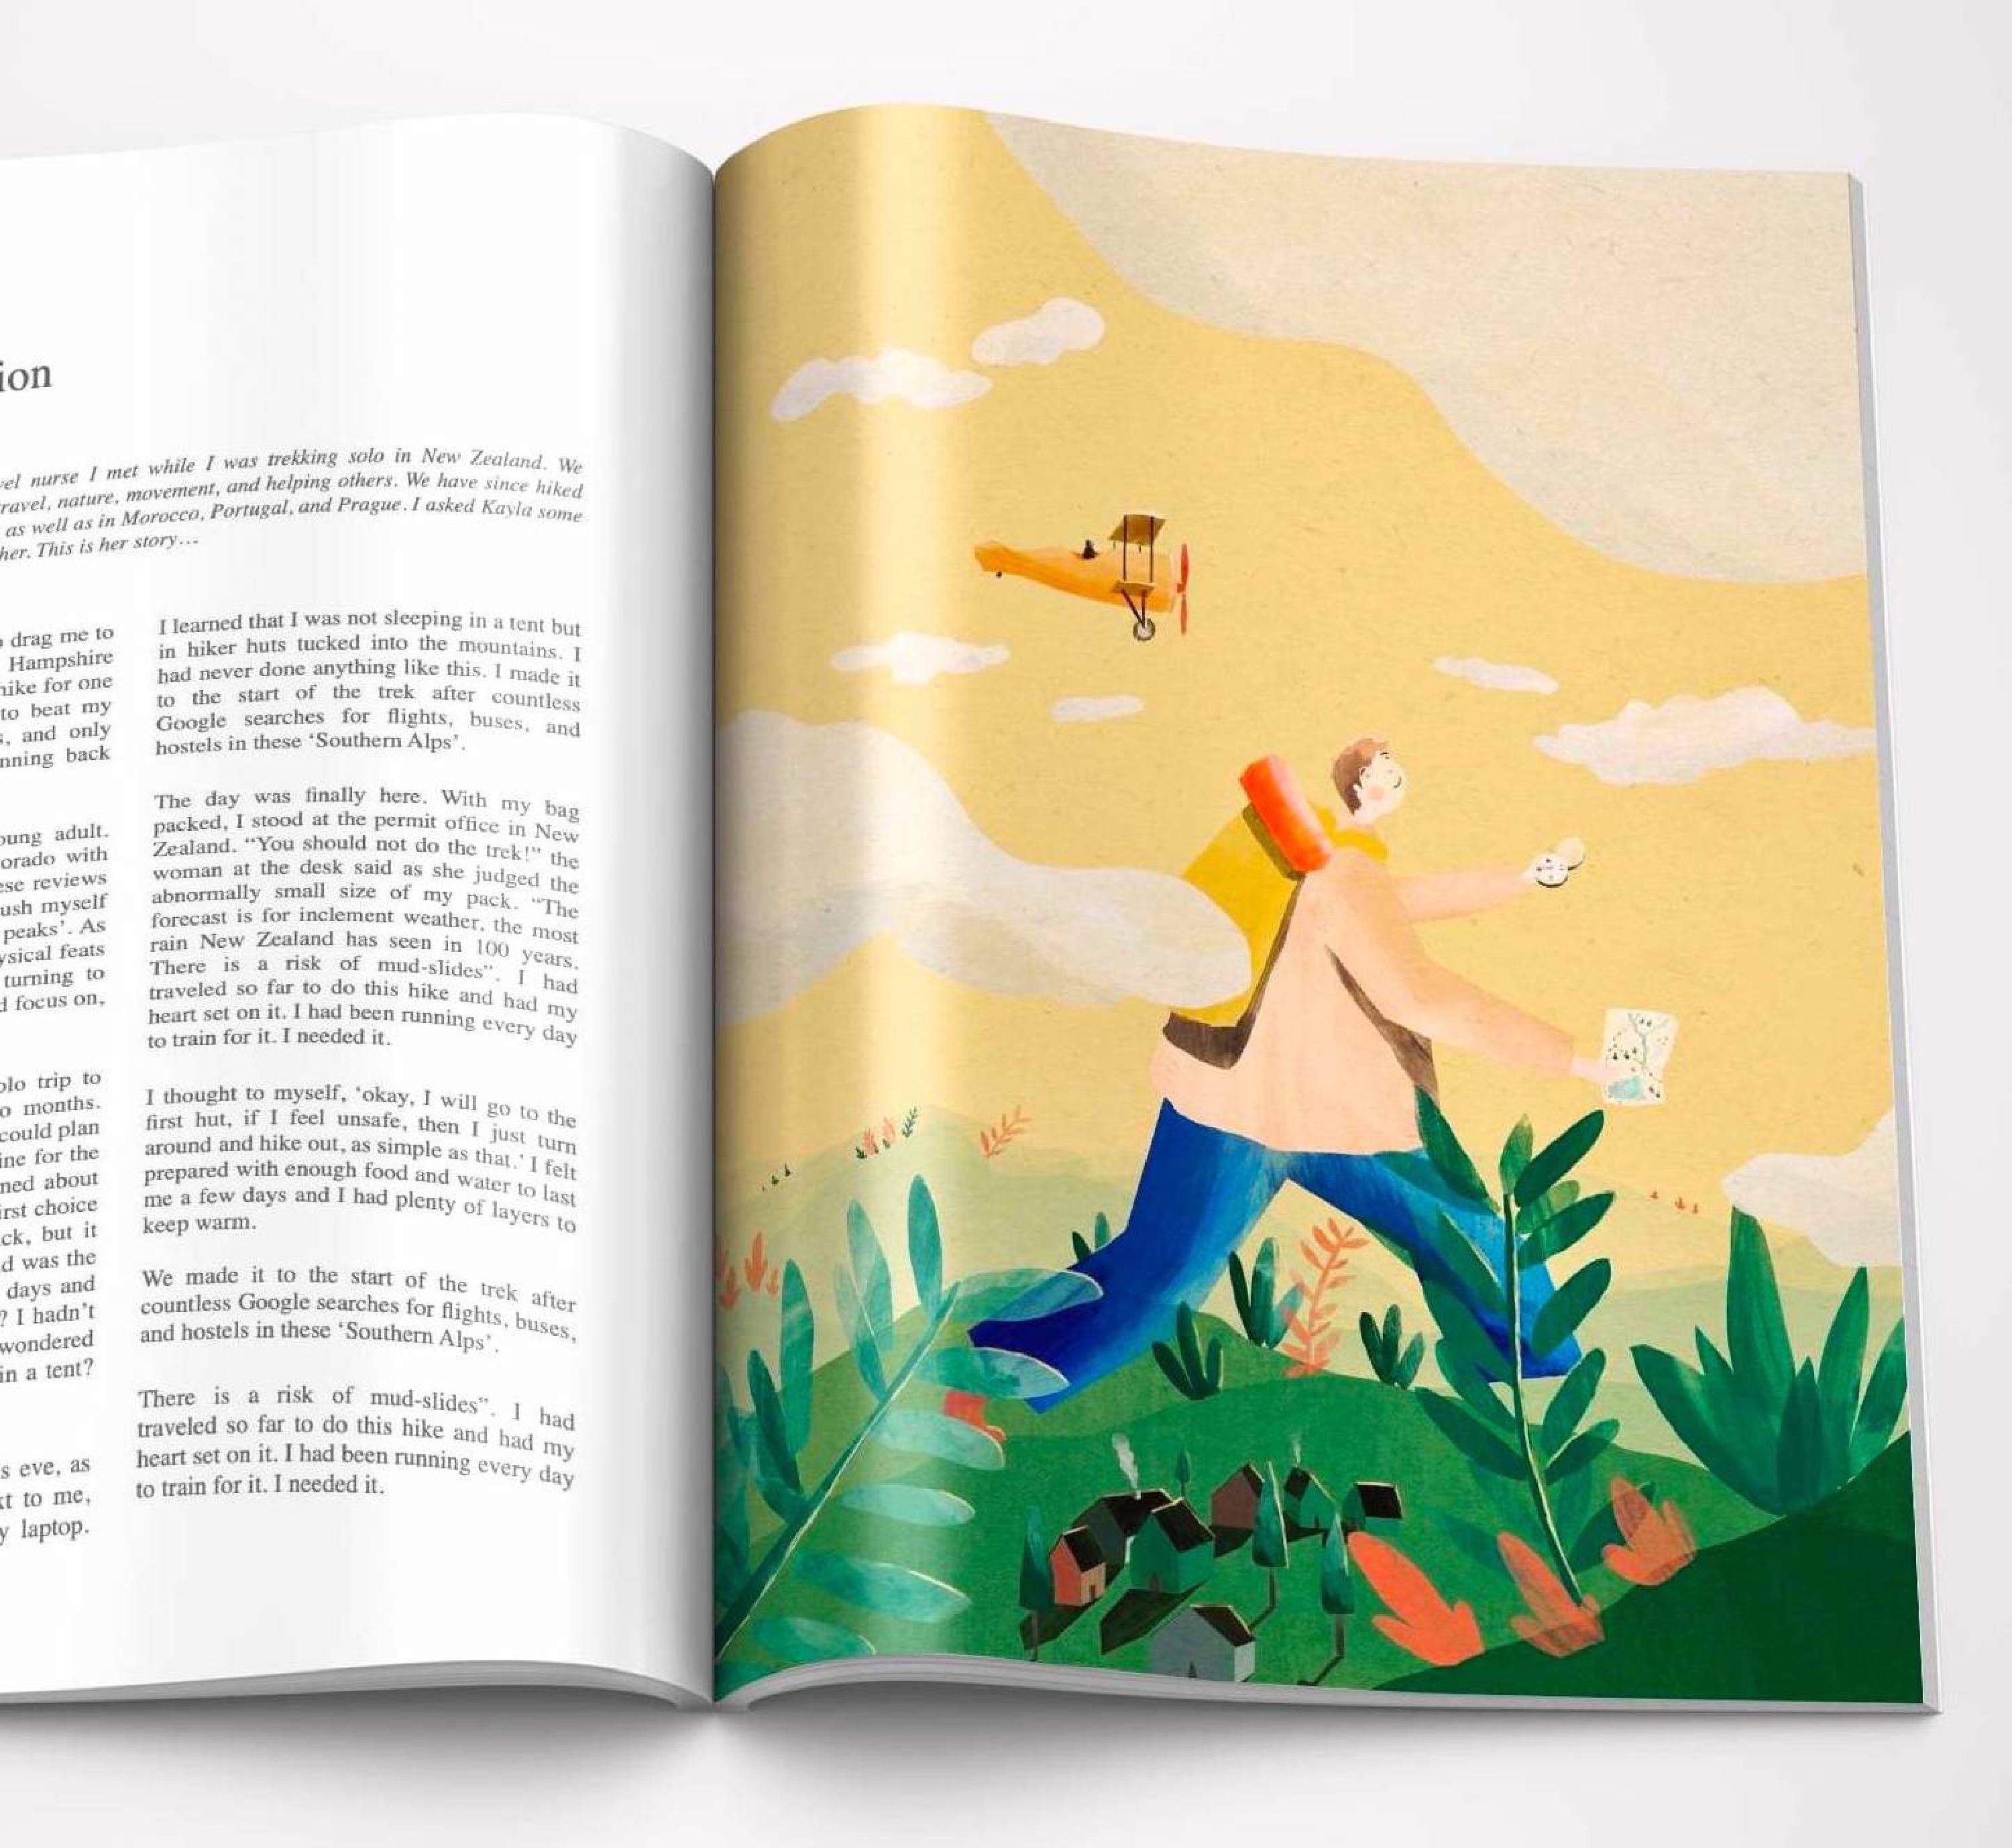 ion
vel nurse I met while I was trekking solo in New Zealand. We
travel, nature, movement, and helping others. We have since hiked
as well as in Morocco, Portugal, and Prague. I asked Kayla some
her. This is her story…
drag me to
Hampshire
hike for one
to beat my
, and only
nning back
oung adult.
orado with
ese reviews
ush myself
peaks'. As
ysical feats
turning to
d focus on,
olo trip to
o months.
could plan
ine for the
ned about
irst choice
ck, but it
d was the
days and
? I hadn't
wondered
in a tent?
s eve, as
xt to me,
y laptop.
I learned that I was not sleeping in a tent but
in hiker huts tucked into the mountains. I
had never done anything like this. I made it
to the start of the trek after countless
Google searches for flights, buses, and
hostels in these 'Southern Alps'.
The day was finally here. With my bag
packed, I stood at the permit office in New
Zealand. “You should not do the trek!” the
woman at the desk said as she judged the
abnormally small size of my pack. “The
forecast is for inclement weather, the most
rain New Zealand has seen in 100 years.
There is a risk of mud-slides”. I had
traveled so far to do this hike and had my
heart set on it. I had been running every day
to train for it. I needed it.
I thought to myself, 'okay, I will go to the
first hut, if I feel unsafe, then I just turn
around and hike out, as simple as that.' I felt
prepared with enough food and water to last
me a few days and I had plenty of layers to
keep warm.
We made it to the start of the trek after
countless Google searches for flights, buses,
and hostels in these 'Southern Alps'.
There is a risk of mud-slides”. I had
traveled so far to do this hike and had my
heart set on it. I had been running every day
to train for it. I needed it.